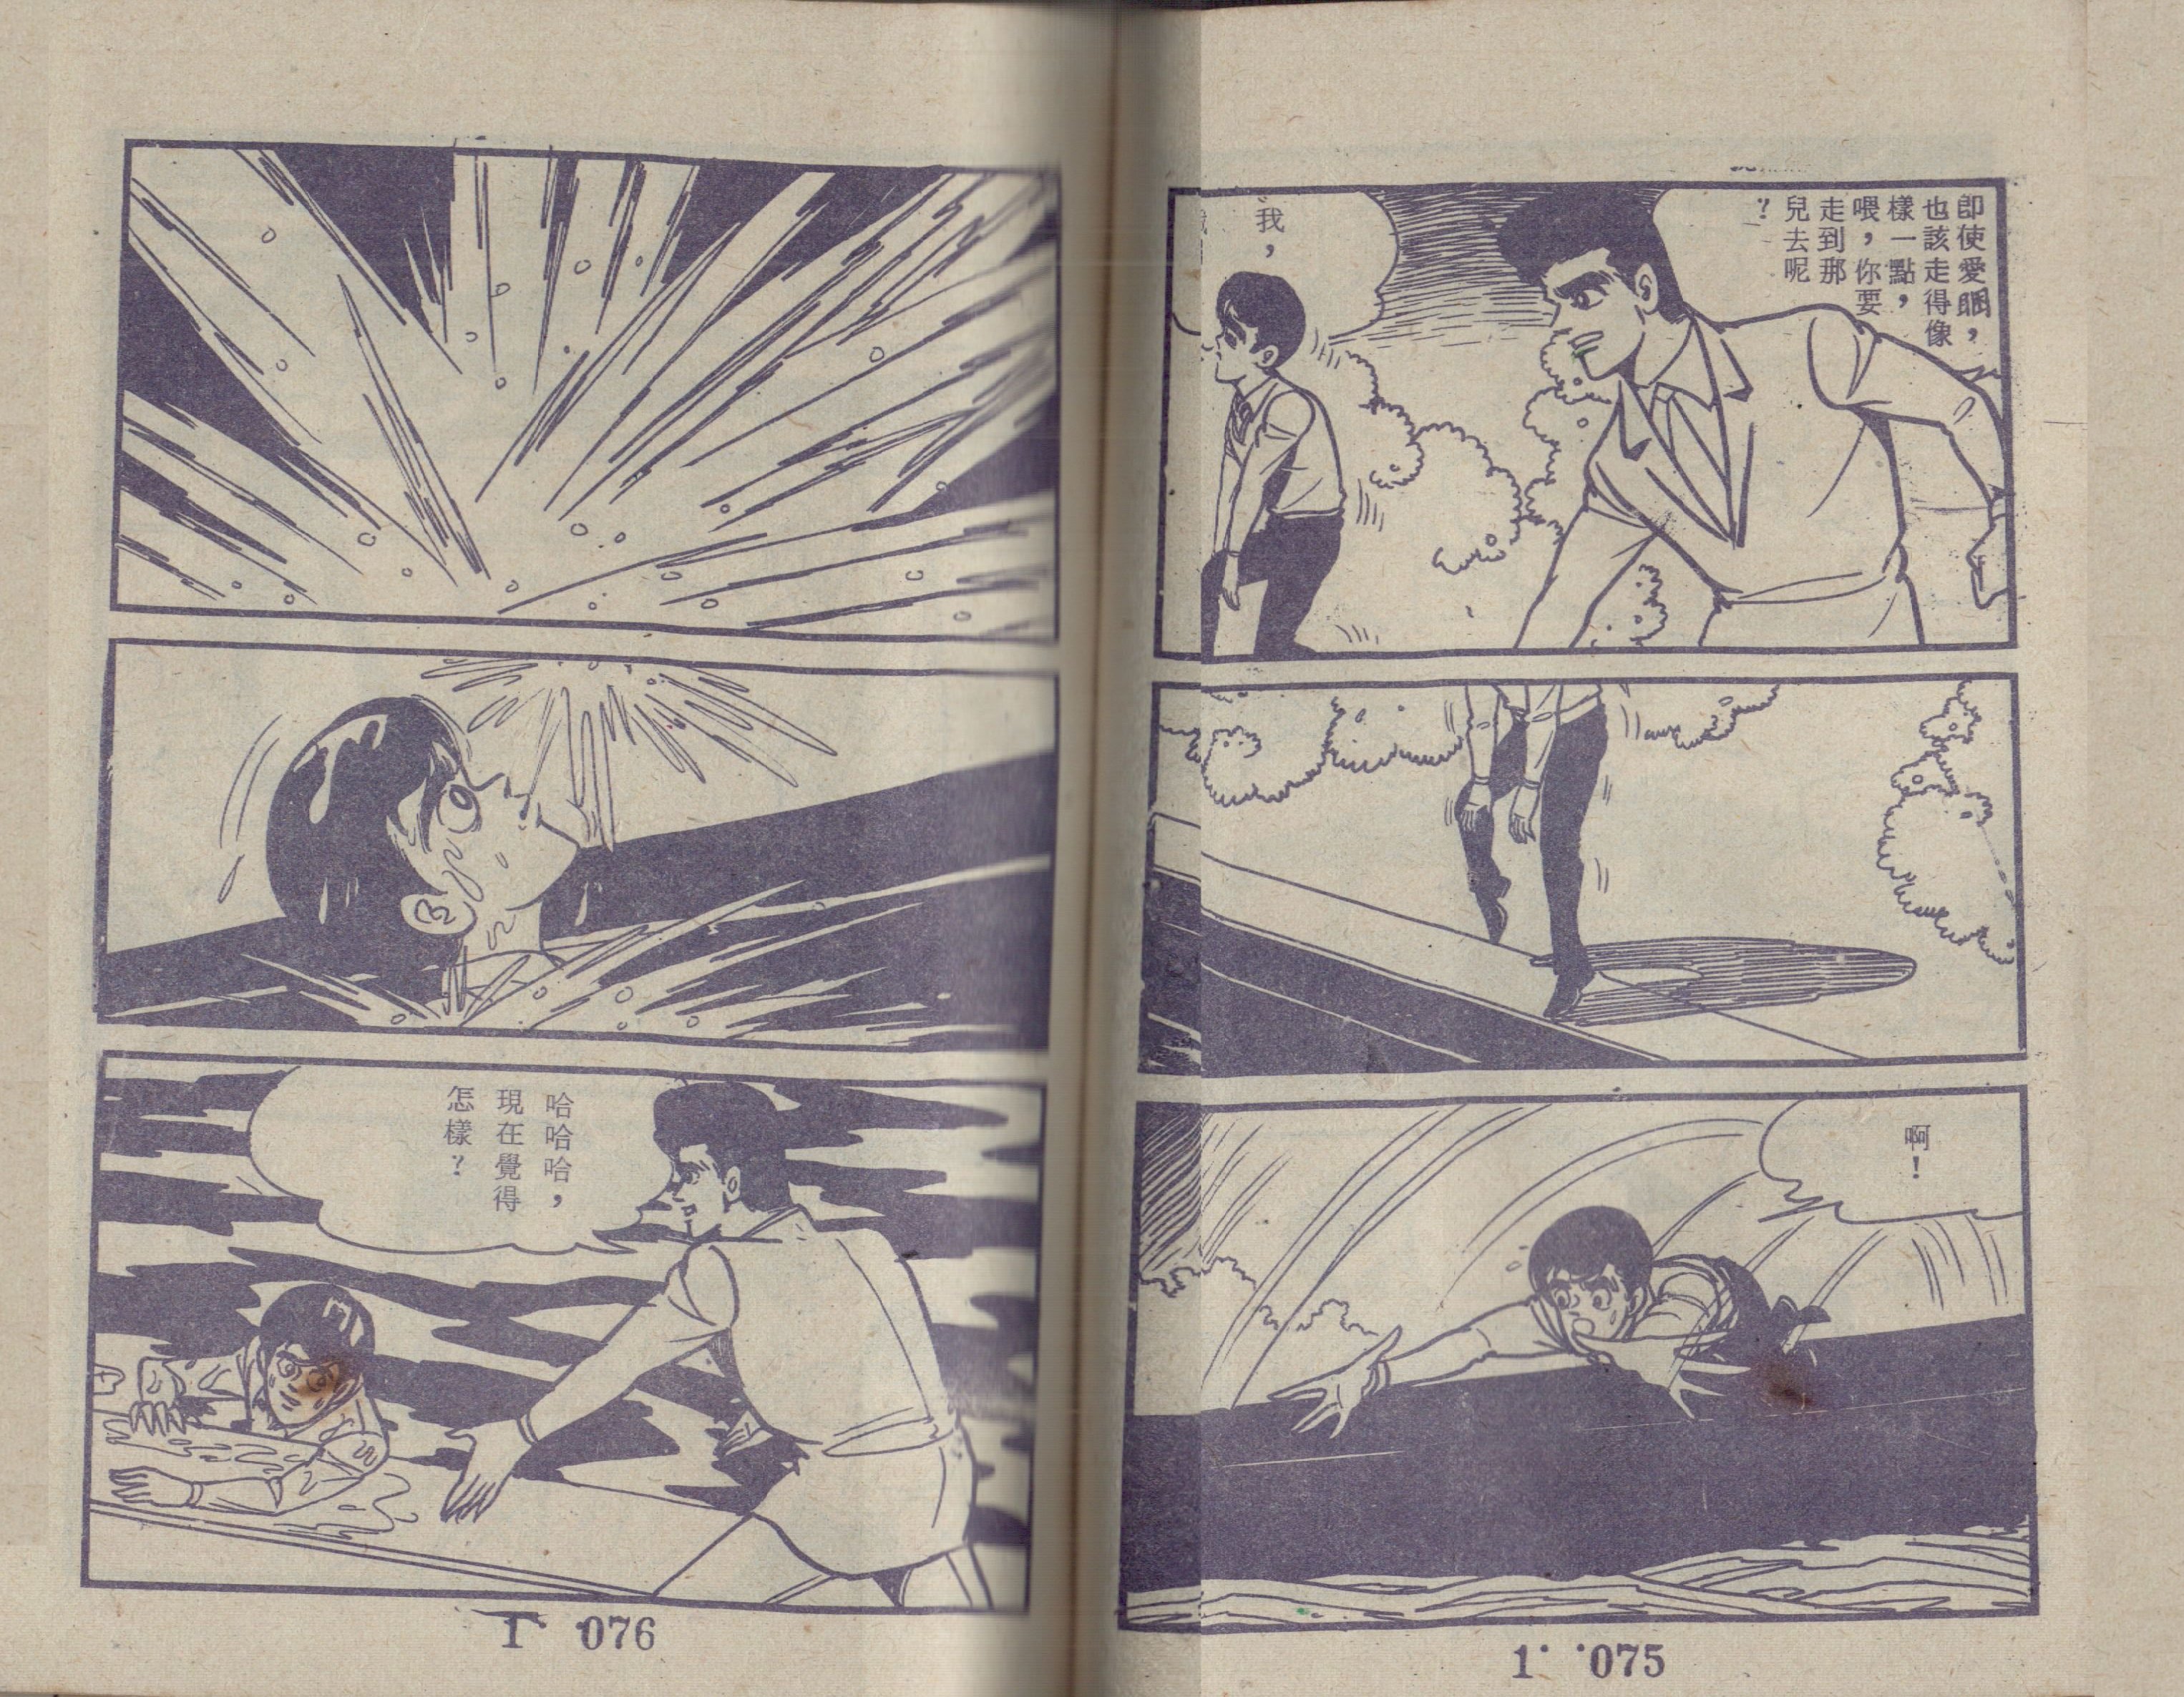 即使愛睏，
也該走得像
樣一點，
喂，你要
走到那
兒去呢
？
我，
啊！
1 075
哈哈哈，
現在覺得
怎樣？
1 076